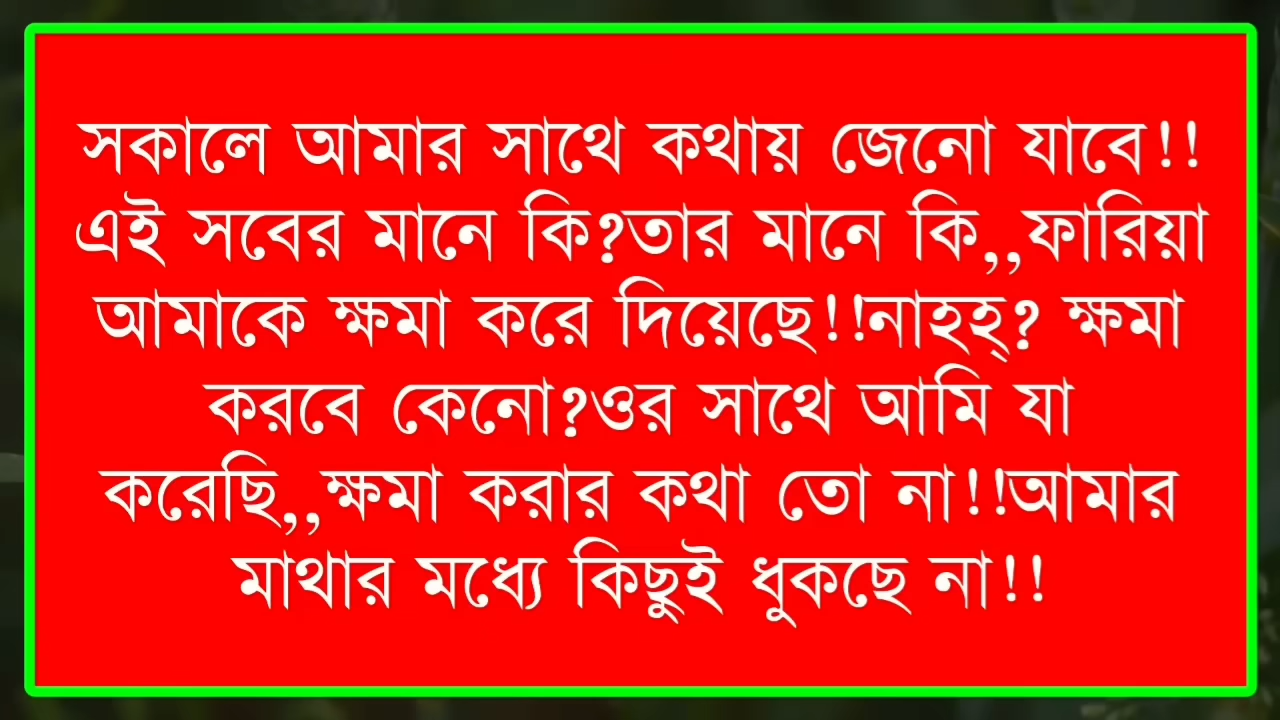 সকালে আমার সাথে কথায় জেনো যাবে!!
এই সবের মানে কি?তার মানে কি,,ফারিয়া
আমাকে ক্ষমা করে দিয়েছে!!নাহহ্? ক্ষমা
করবে কেনো?ওর সাথে আমি যা
করেছি,,ক্ষমা করার কথা তো না!!আমার
মাথার মধ্যে কিছুই ধুকছে না!!